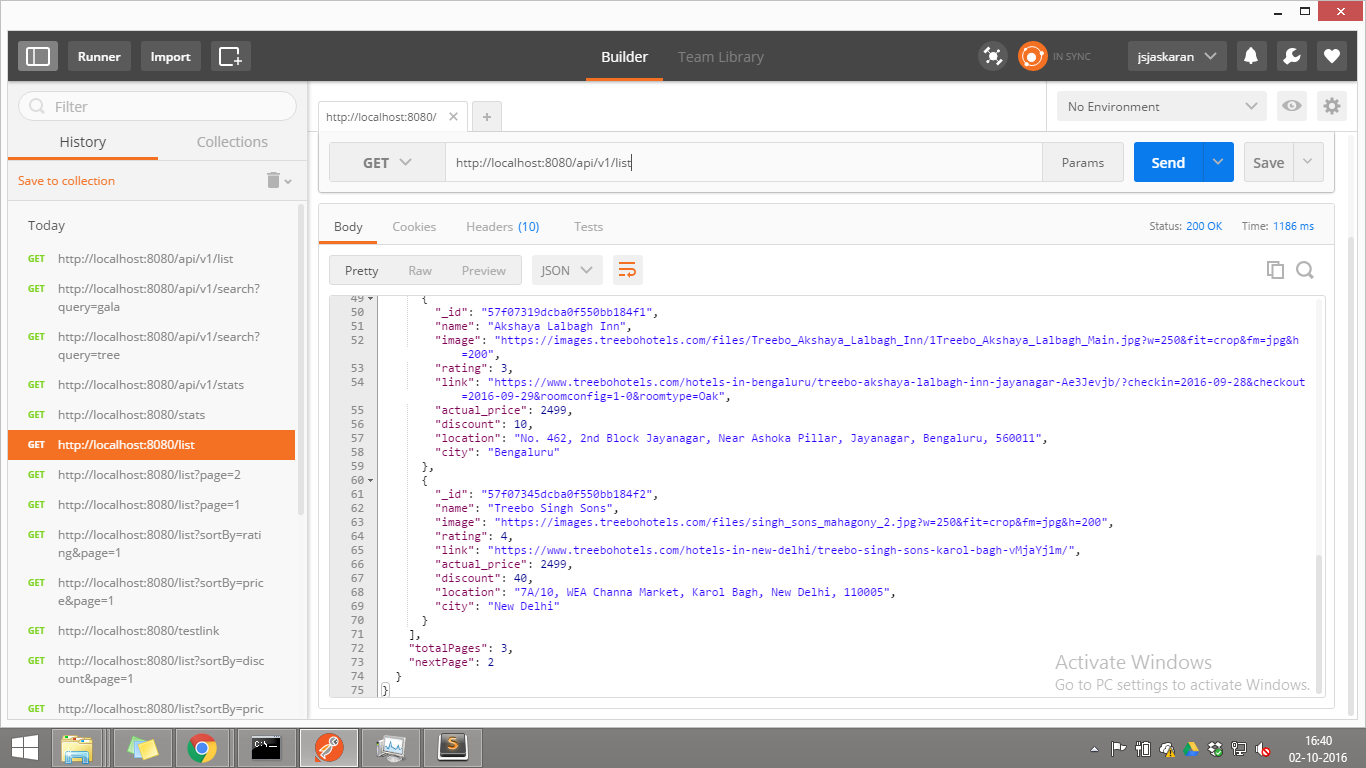 Runner
Import
Builder
Team Library
IN SYNC
jsjaskaran
Filter
History
Collections
Save to collection
Today
GET http://localhost:8080/api/v1/list
GET http://localhost:8080/api/v1/search?
query=gala
GET http://localhost:8080/api/v1/search?
query=tree
GET http://localhost:8080/api/v1/stats
GET http://localhost:8080/stats
GET http://localhost:8080/list
GET http://localhost:8080/list?page=2
GET http://localhost:8080/list?page=1
GET http://localhost:8080/list?sortBy=rati
ng&page=1
GET http://localhost:8080/list?sortBy=pric
e&page=1
GET http://localhost:8080/testlink
GET http://localhost:8080/list?sortBy=disc
ount&page=1
GET http://localhost:8080/list?sortBy=pric
http://localhost:8080/
No Environment
GET
http://localhost:8080/api/v1/list
Params
Send
Save
Body
Cookies
Headers (10)
Tests
Status: 200 OK
Time: 1186 ms
Pretty
Raw
Preview
JSON
49 {
50 "_id": "57f07319dcba0f550bb184f1",
51 "name": "Akshaya Lalbagh Inn",
52 "image": "https://images.treebohotels.com/files/Treebo_Akshaya_Lalbagh_Inn/1Treebo_Akshaya_Lalbagh_Main.jpg?w=250&fit=crop&fm=jpg&h
=200",
53 "rating": 3,
54 "link": "https://www.treebohotels.com/hotels-in-bengaluru/treebo-akshaya-lalbagh-inn-jayanagar-Ae3Jevjb/?checkin=2016-09-28&checkout
=2016-09-29&roomconfig=1-0&roomtype=Oak",
55 "actual_price": 2499,
56 "discount": 10,
57 "location": "No. 462, 2nd Block Jayanagar, Near Ashoka Pillar, Jayanagar, Bengaluru, 560011",
58 "city": "Bengaluru"
59 },
60 {
61 "_id": "57f07345dcba0f550bb184f2",
62 "name": "Treebo Singh Sons",
63 "image": "https://images.treebohotels.com/files/singh_sons_mahagony_2.jpg?w=250&fit=crop&fm=jpg&h=200",
64 "rating": 4,
65 "link": "https://www.treebohotels.com/hotels-in-new-delhi/treebo-singh-sons-karol-bagh-vMjaYj1m/",
66 "actual_price": 2499,
67 "discount": 40,
68 "location": "7A/10, WEA Channa Market, Karol Bagh, New Delhi, 110005",
69 "city": "New Delhi"
70 }
71 ],
72 "totalPages": 3,
73 "nextPage": 2
74 }
75 }
Activate Windows
Go to PC settings to activate Windows.
16:40
02-10-2016